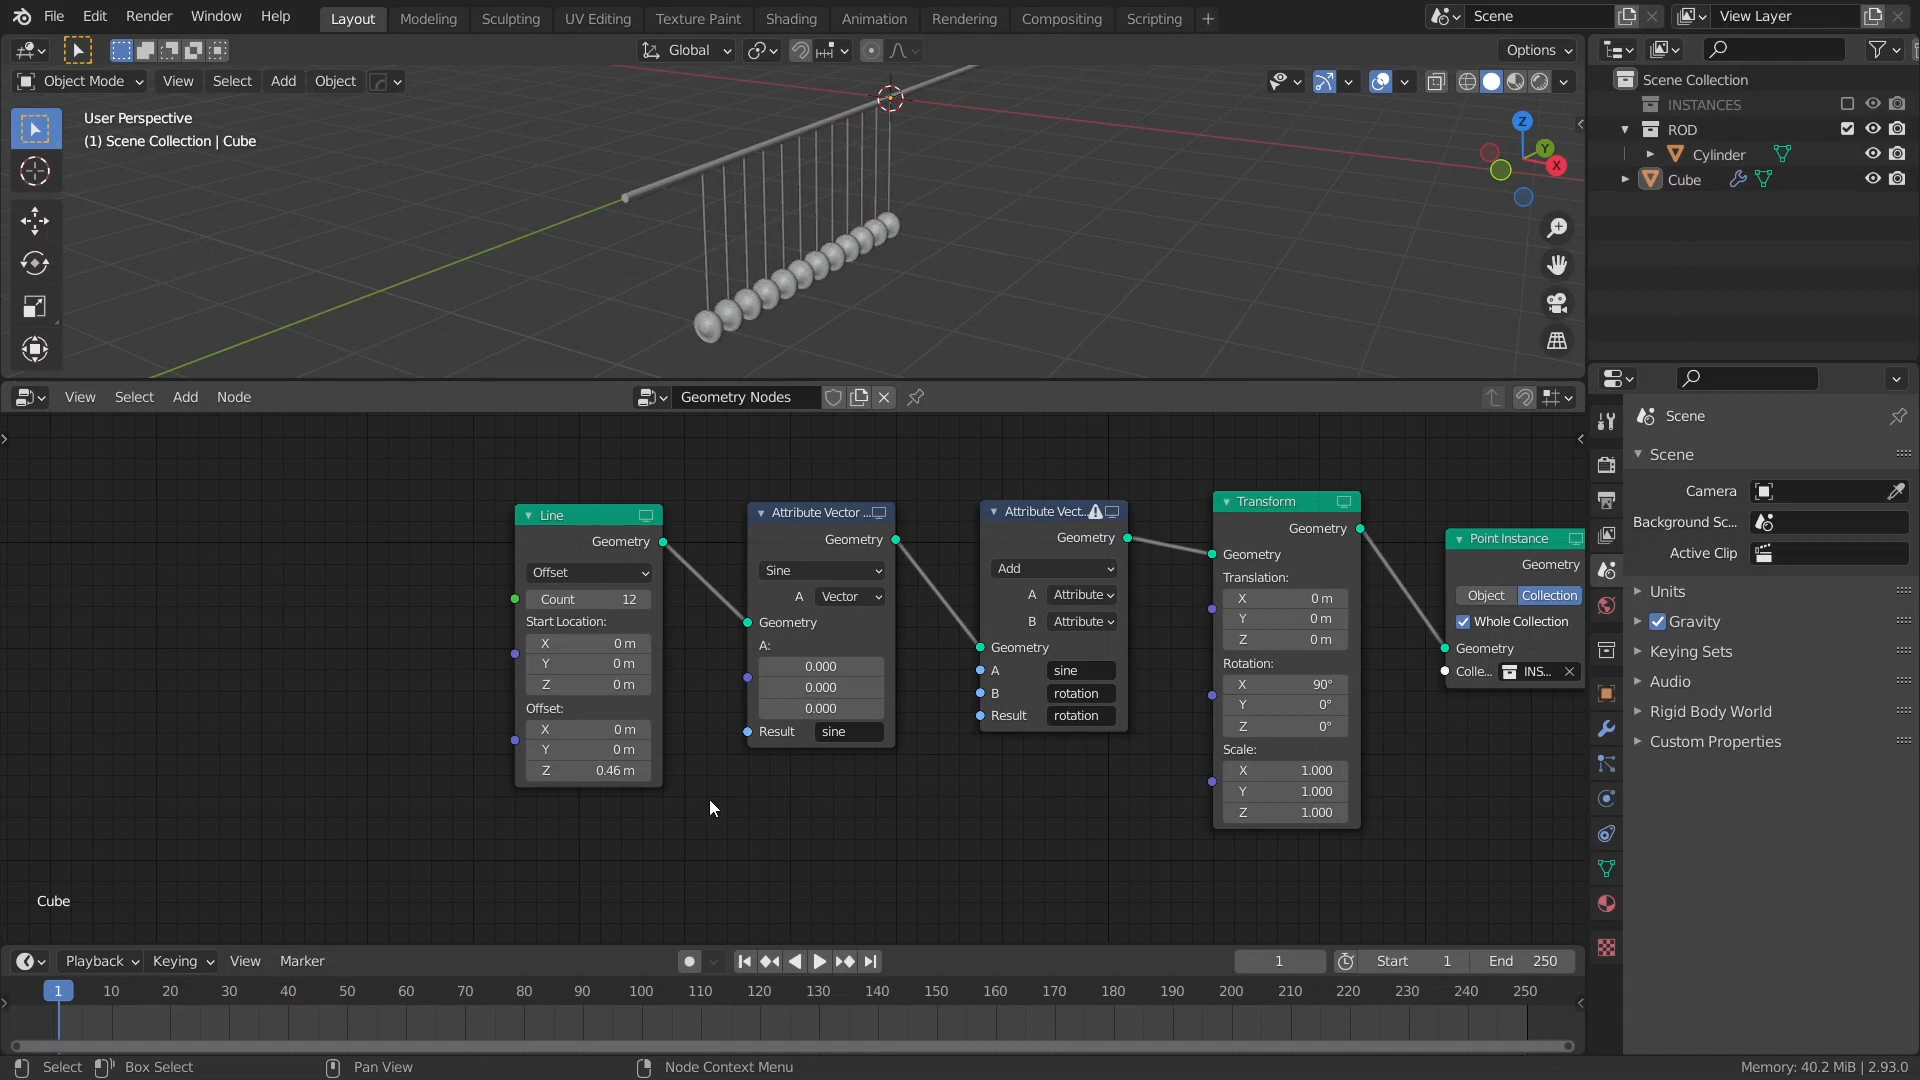 File Edit Render Window Help Layout Modeling Sculpting UV Editing Texture Paint Shading Animation Rendering Compositing Scripting + Scene View Layer
Global Options
Object Mode View Select Add Object
User Perspective
(1) Scene Collection | Cube
Z
Y
X
Scene Collection
INSTANCES
ROD
Cylinder
Cube
View Select Add Node Geometry Nodes
Line
Geometry
Offset
Count 12
Start Location:
X 0 m
Y 0 m
Z 0 m
Offset:
X 0 m
Y 0 m
Z 0.46 m
Attribute Vector ...
Geometry
Sine
A Vector
Geometry
A:
0.000
0.000
0.000
Result sine
Attribute Vect...
Geometry
Add
A Attribute
B Attribute
Geometry
A sine
B rotation
Result rotation
Transform
Geometry
Geometry
Translation:
X 0 m
Y 0 m
Z 0 m
Rotation:
X 90°
Y 0°
Z 0°
Scale:
X 1.000
Y 1.000
Z 1.000
Point Instance
Geometry
Object Collection
Whole Collection
Geometry
Colle... INS...
Cube
Scene
Scene
Camera
Background Sc...
Active Clip
Units
Gravity
Keying Sets
Audio
Rigid Body World
Custom Properties
Playback Keying View Marker 1 Start 1 End 250
1 10 20 30 40 50 60 70 80 90 100 110 120 130 140 150 160 170 180 190 200 210 220 230 240 250
Select Box Select Pan View Node Context Menu Memory: 40.2 MiB | 2.93.0